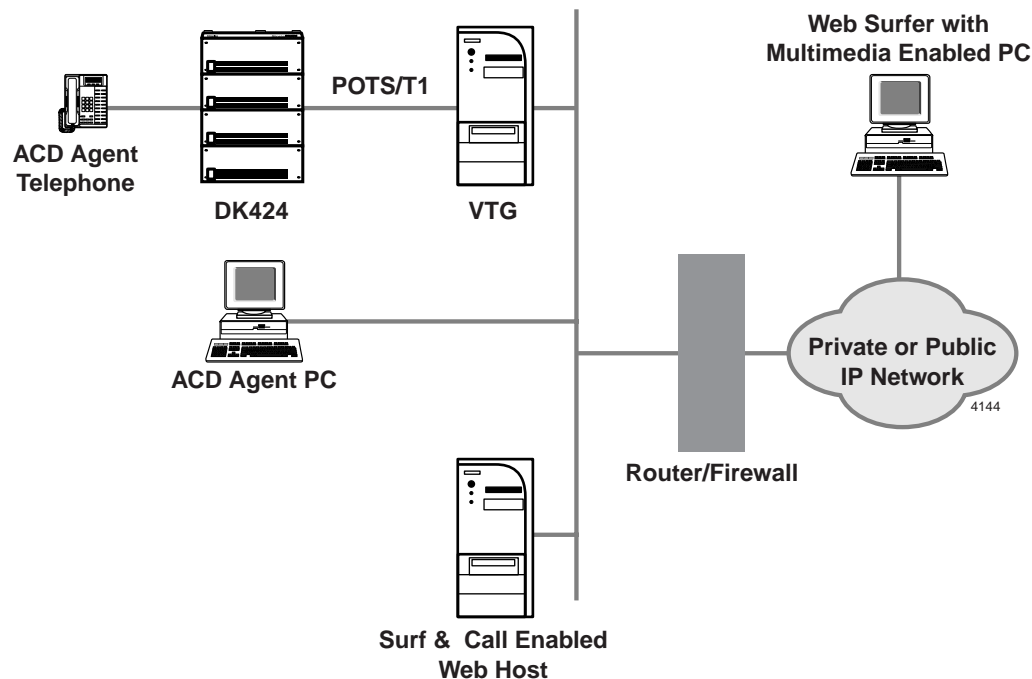 Web Surfer with
Multimedia Enabled PC
POTS/T1
ACD Agent
Telephone
DK424
VTG
ACD Agent PC
Private or Public
IP Network
4144
Router/Firewall
Surf & Call Enabled
Web Host